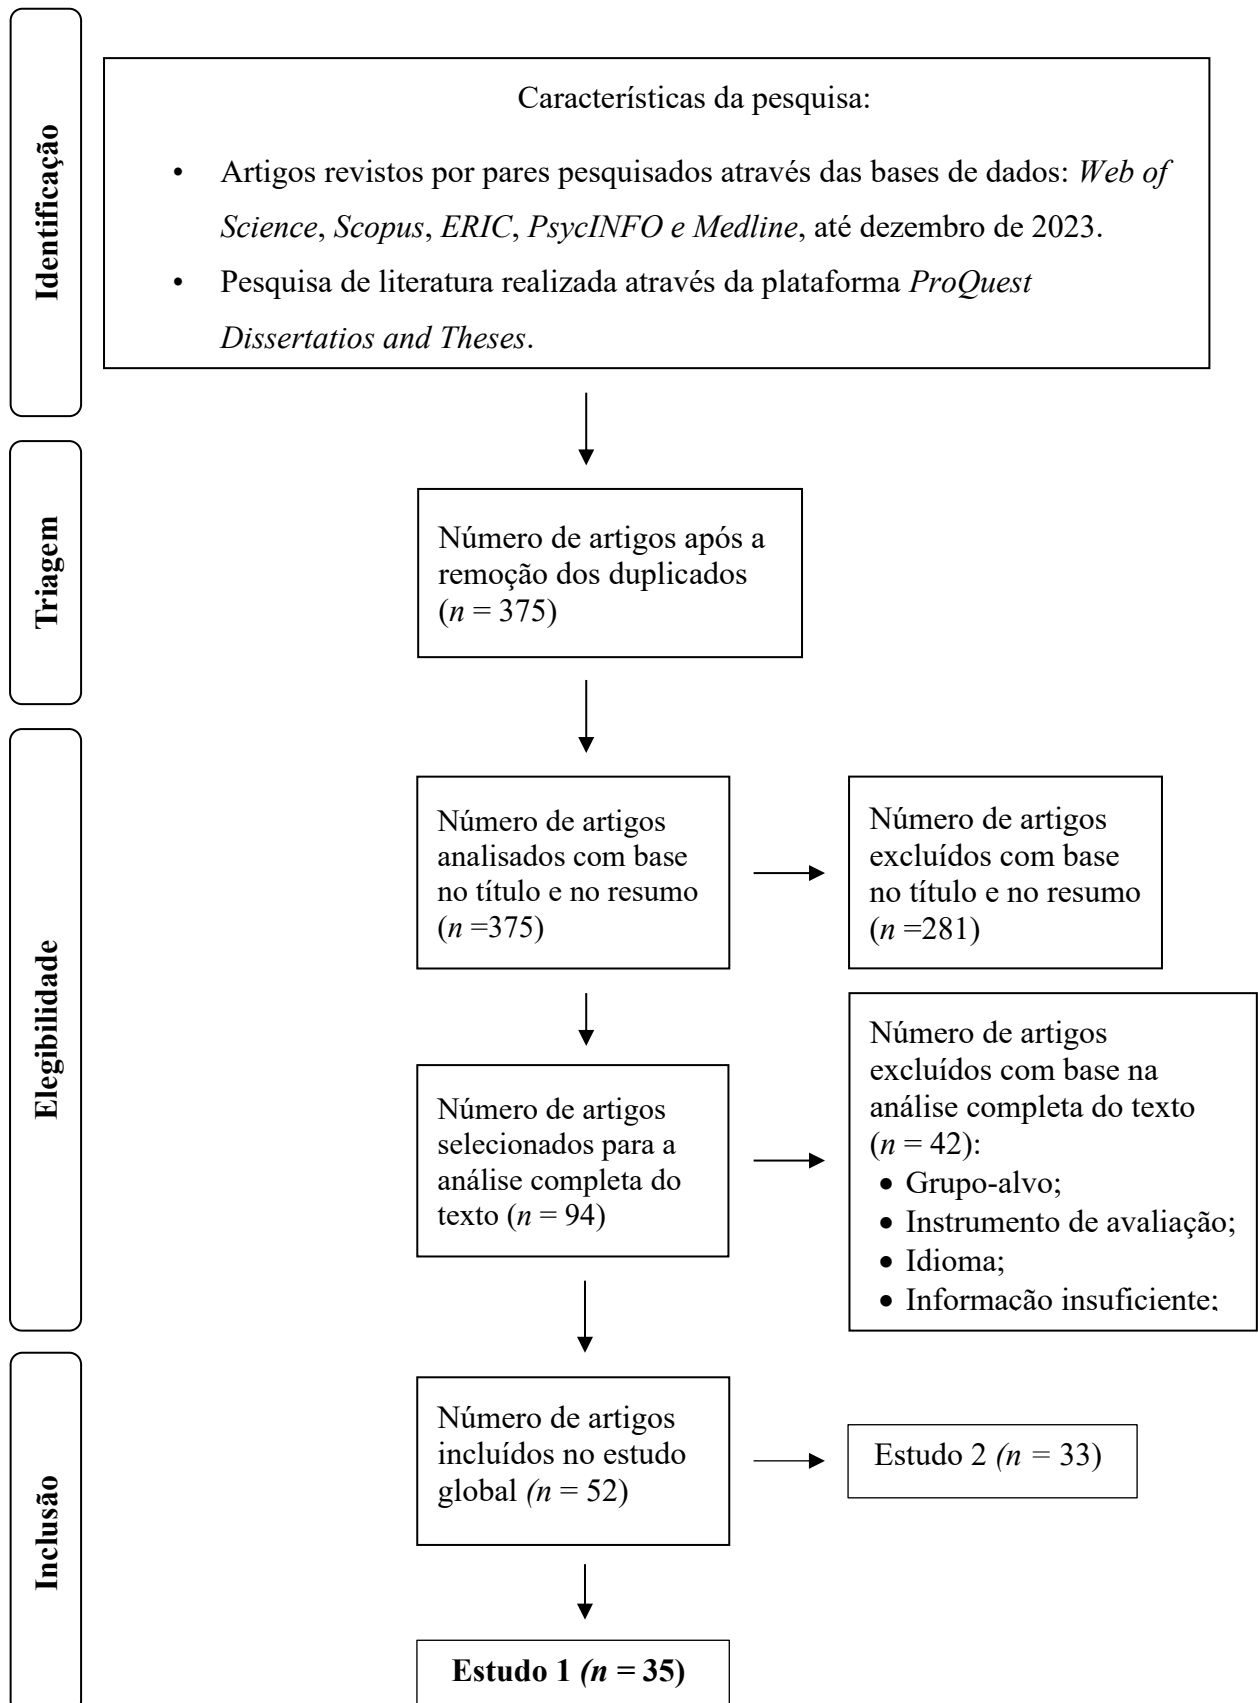 Identificação
Características da pesquisa:
• Artigos revistos por pares pesquisados através das bases de dados: Web of
Science, Scopus, ERIC, PsycINFO e Medline, até dezembro de 2023.
• Pesquisa de literatura realizada através da plataforma ProQuest
Dissertatios and Theses.
Triagem
Número de artigos após a
remoção dos duplicados
(n = 375)
Elegibilidade
Número de artigos
analisados com base
no título e no resumo
(n =375)
Número de artigos
excluídos com base
no título e no resumo
(n =281)
Número de artigos
selecionados para a
análise completa do
texto (n = 94)
Número de artigos
excluídos com base na
análise completa do texto
(n = 42):
• Grupo-alvo;
• Instrumento de avaliação;
• Idioma;
• Informação insuficiente;
Inclusão
Número de artigos
incluídos no estudo
global (n = 52)
Estudo 2 (n = 33)
Estudo 1 (n = 35)